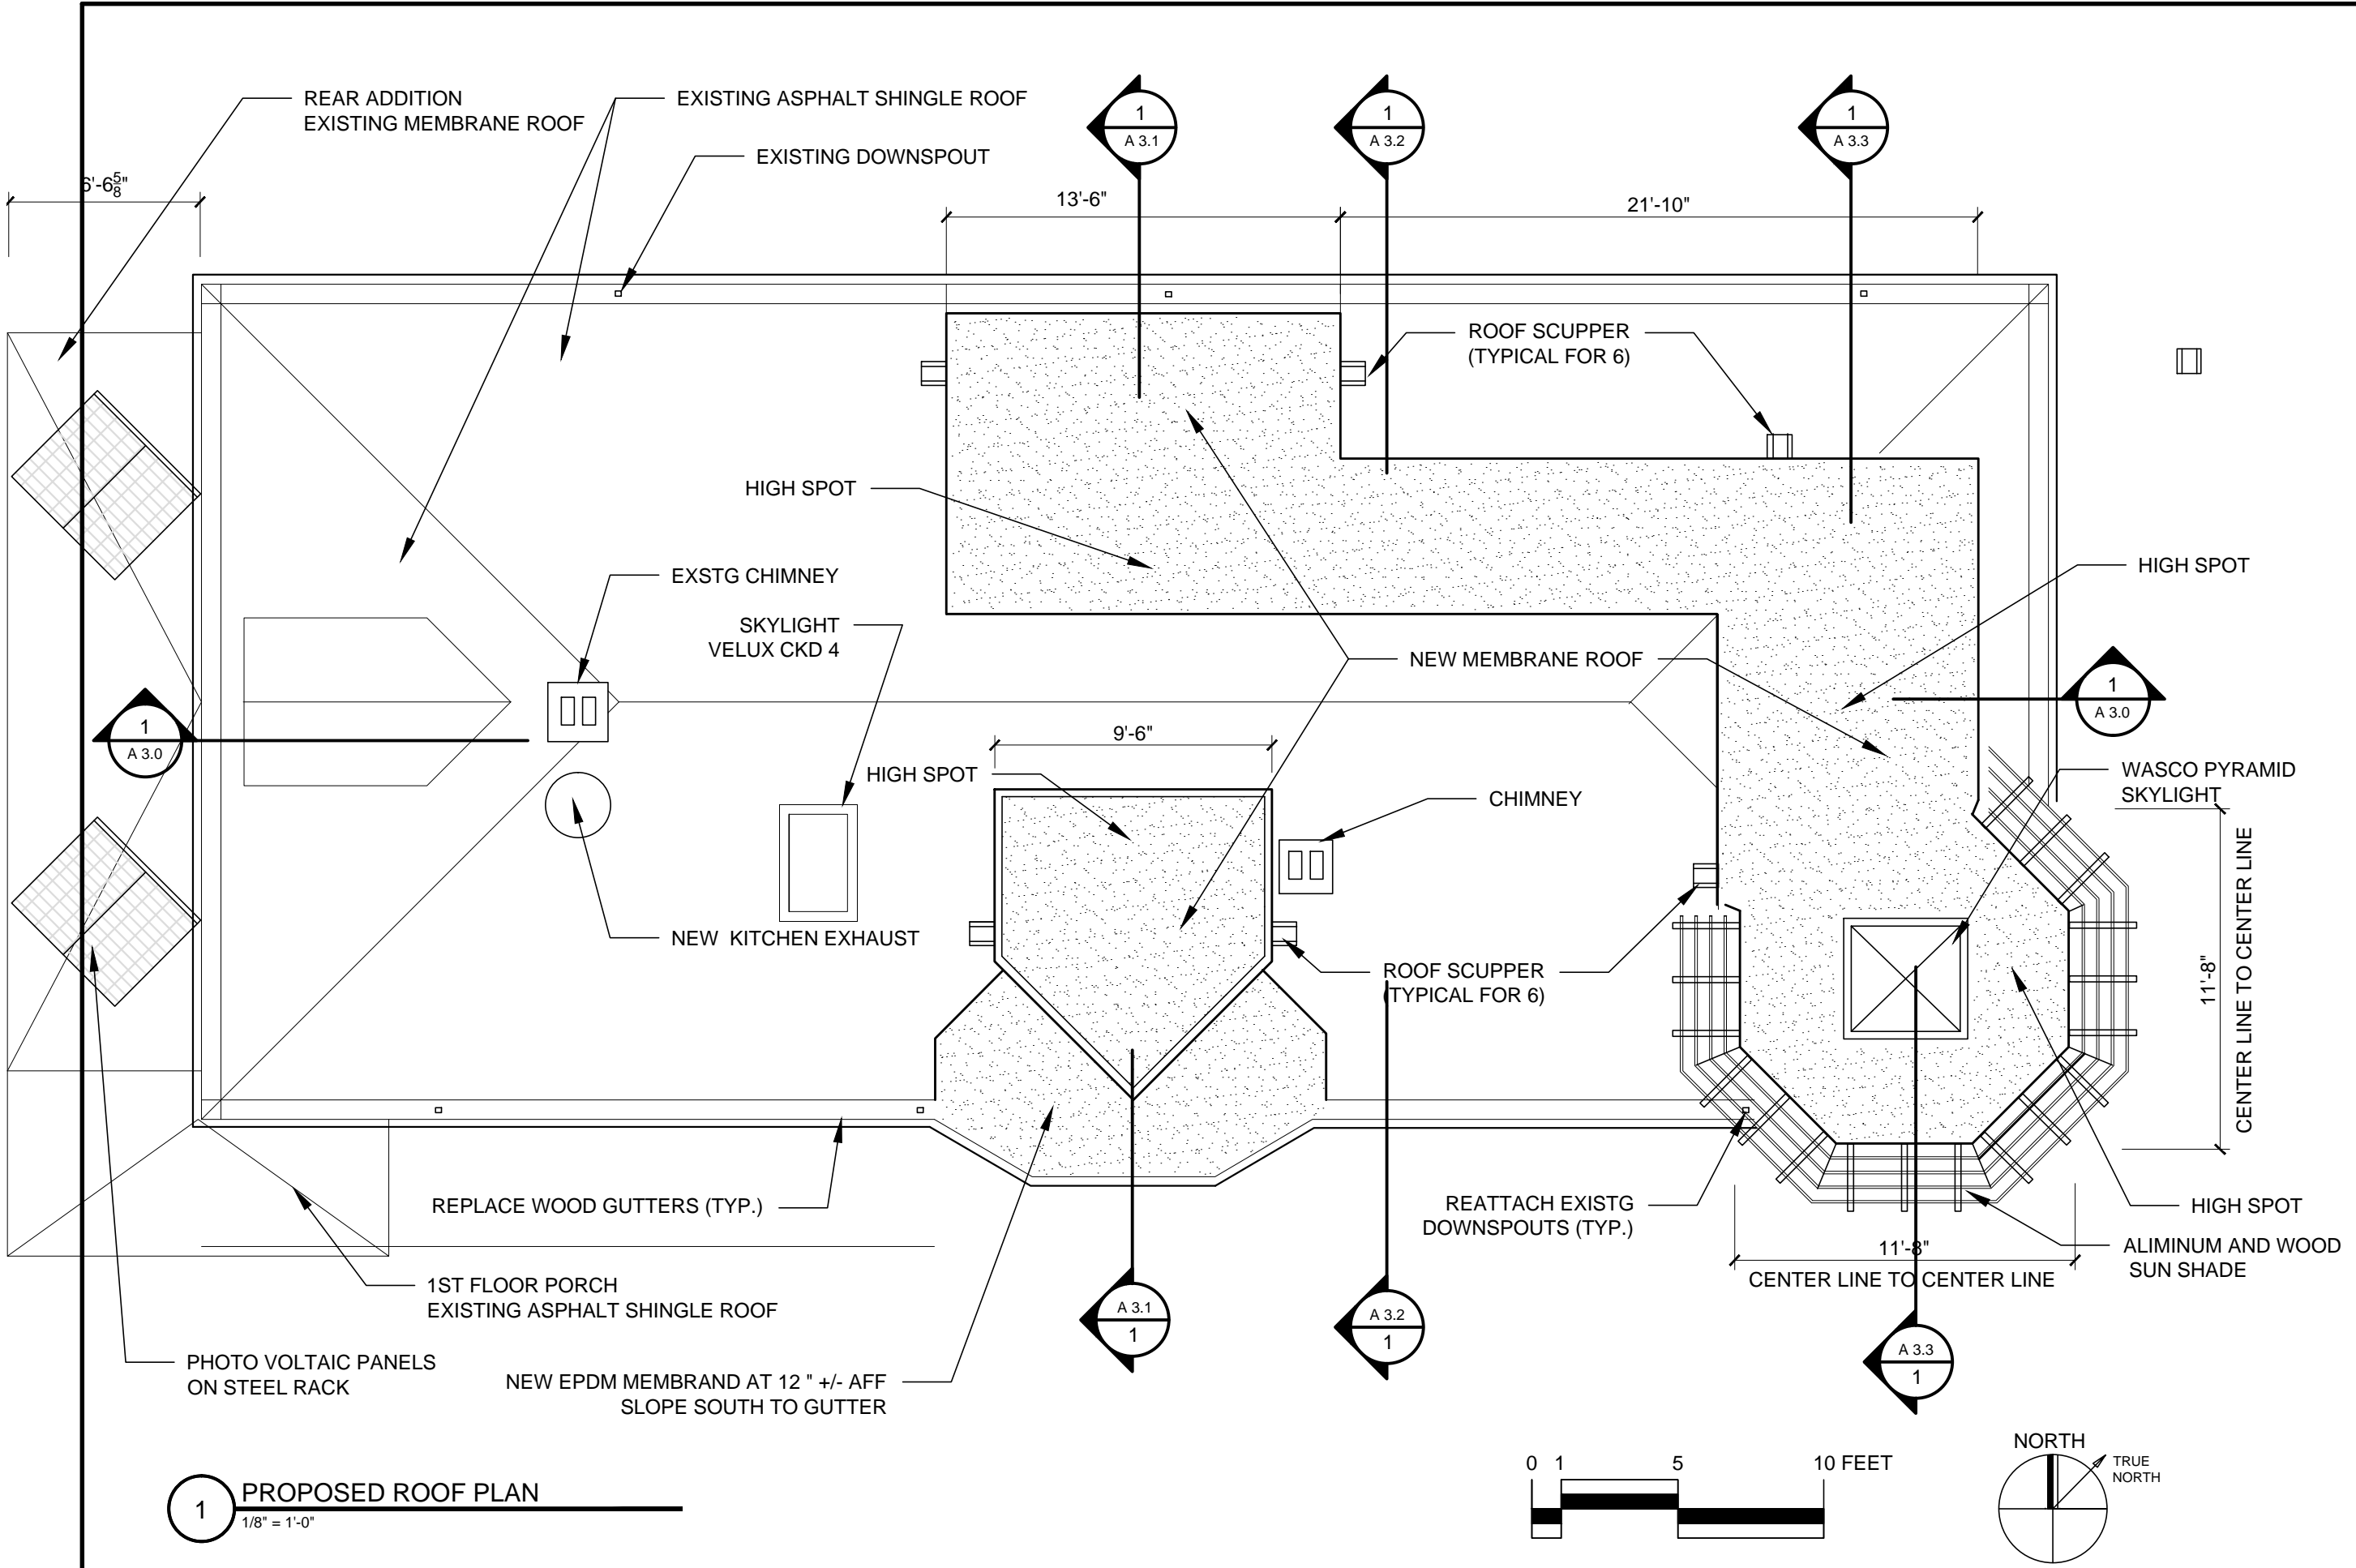 REAR ADDITION
EXISTING MEMBRANE ROOF
EXISTING ASPHALT SHINGLE ROOF
EXISTING DOWNSPOUT
1
A 3.1
1
A 3.2
1
A 3.3
6'-6 5/8"
13'-6"
21'-10"
ROOF SCUPPER
(TYPICAL FOR 6)
HIGH SPOT
HIGH SPOT
EXSTG CHIMNEY
SKYLIGHT
VELUX CKD 4
NEW MEMBRANE ROOF
1
A 3.0
1
A 3.0
9'-6"
HIGH SPOT
CHIMNEY
WASCO PYRAMID
SKYLIGHT
NEW  KITCHEN EXHAUST
ROOF SCUPPER
(TYPICAL FOR 6)
11'-8"
CENTER LINE TO CENTER LINE
REPLACE WOOD GUTTERS (TYP.)
REATTACH EXISTG
DOWNSPOUTS (TYP.)
HIGH SPOT
11'-8"
CENTER LINE TO CENTER LINE
ALIMINUM AND WOOD
SUN SHADE
1ST FLOOR PORCH
EXISTING ASPHALT SHINGLE ROOF
A 3.1
1
A 3.2
1
A 3.3
1
PHOTO VOLTAIC PANELS
ON STEEL RACK
NEW EPDM MEMBRAND AT 12 " +/- AFF
SLOPE SOUTH TO GUTTER
1
PROPOSED ROOF PLAN
1/8" = 1'-0"
0 1 5 10 FEET
NORTH
TRUE
NORTH